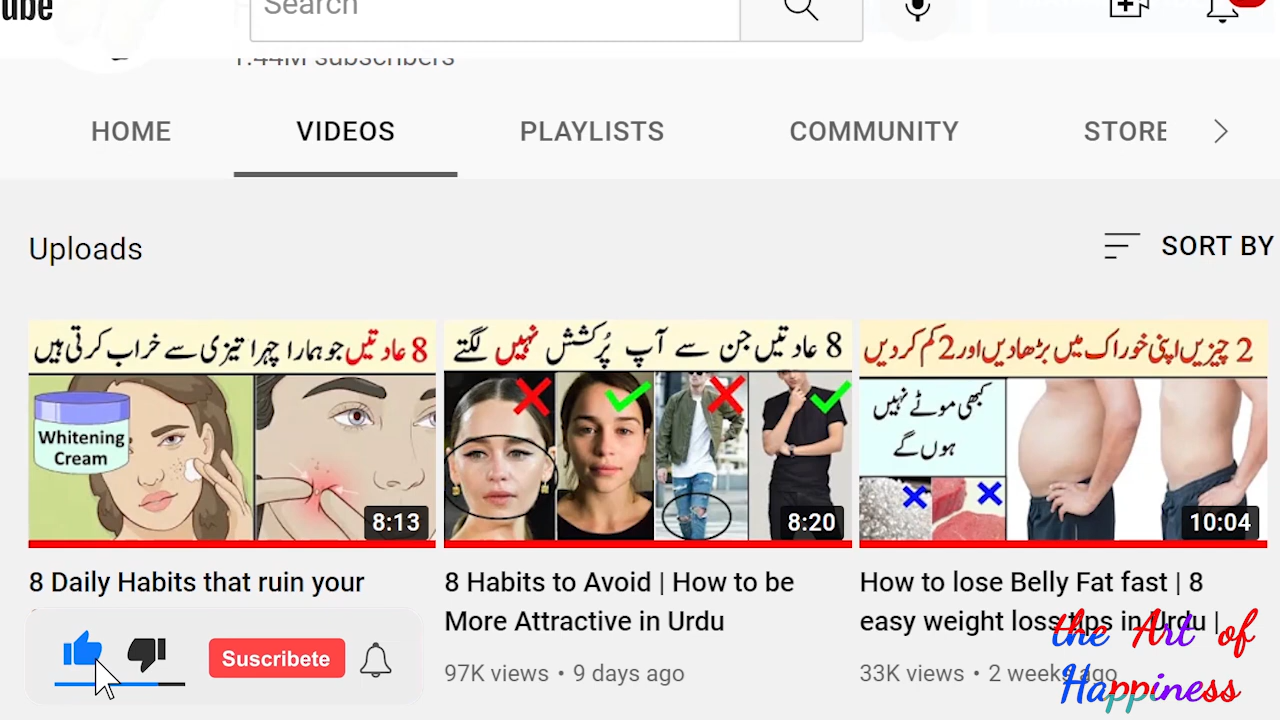 ube
Search
1.44M subscribers
HOME VIDEOS PLAYLISTS COMMUNITY STORE
Uploads
SORT BY
8 عادتیں جو ہمارا چہرا تیزی سے خراب کرتی ہیں
Whitening
Cream
8:13
8 عادتیں جن سے آپ پُرکشش نہیں لگتے
8:20
2 چیزیں اپنی خوراک میں بڑھادیں اور 2 کم کردیں
کبھی موٹے نہیں
ہوں گے
10:04
8 Daily Habits that ruin your
8 Habits to Avoid | How to be
More Attractive in Urdu
97K views • 9 days ago
How to lose Belly Fat fast | 8
easy weight loss tips in Urdu |
33K views • 2 weeks ago
Suscribete
the Art of
Happiness